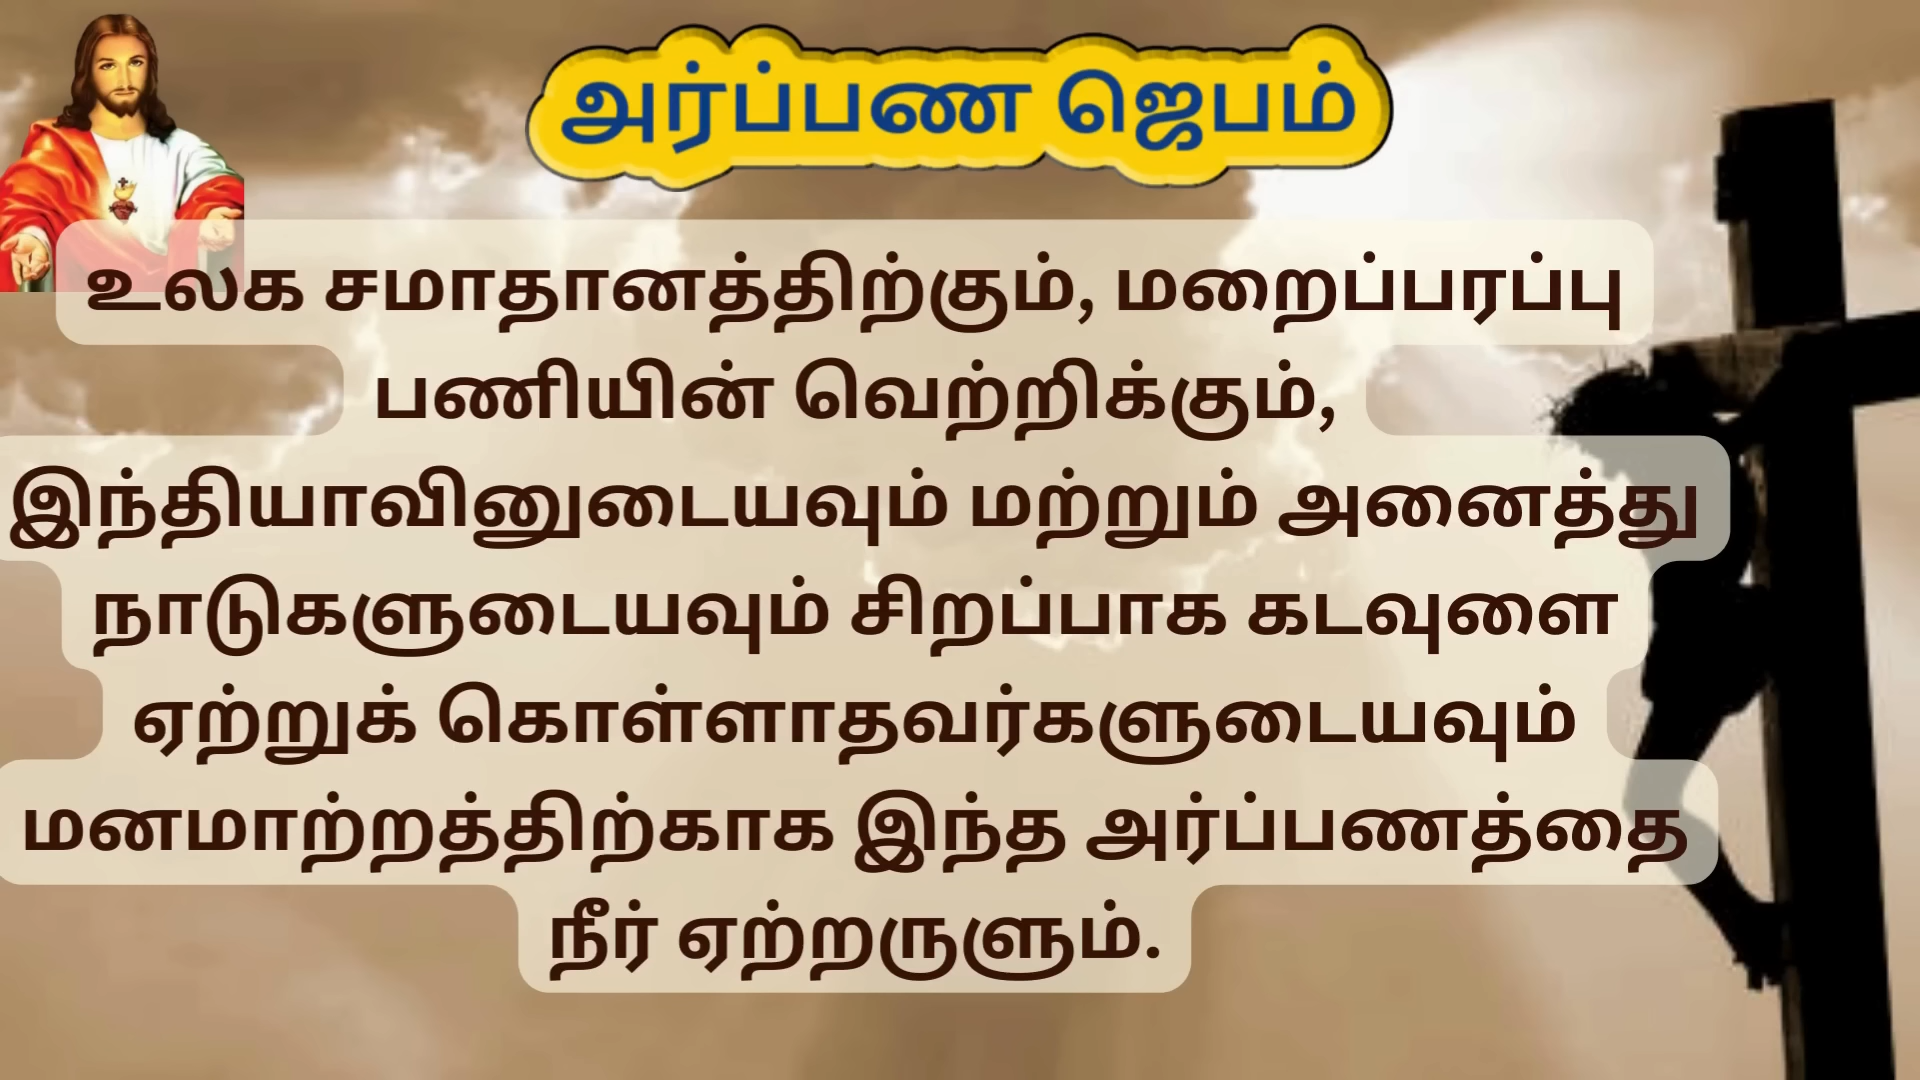 அர்ப்பண ஜெபம்
உலக சமாதானத்திற்கும், மறைப்பரப்பு
பணியின் வெற்றிக்கும்,
இந்தியாவினுடையவும் மற்றும் அனைத்து
நாடுகளுடையவும் சிறப்பாக கடவுளை
ஏற்றுக் கொள்ளாதவர்களுடையவும்
மனமாற்றத்திற்காக இந்த அர்ப்பணத்தை
நீர் ஏற்றருளும்.